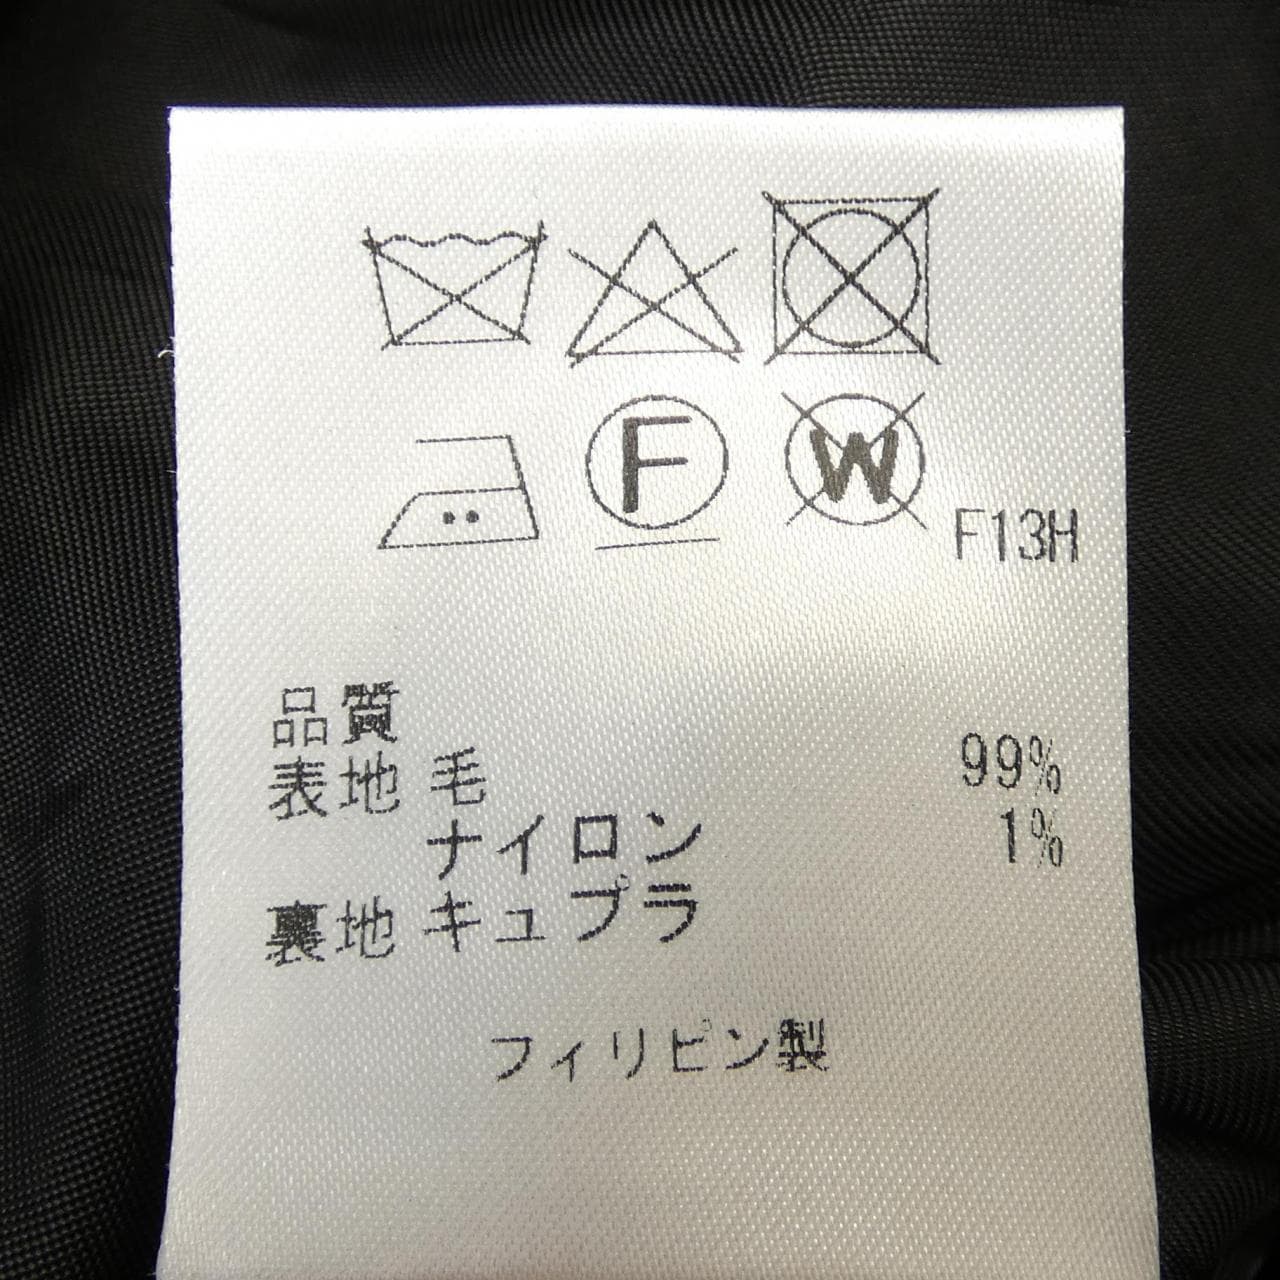 F W F13H
品質
表地 毛 99%
ナイロン 1%
裏地 キュプラ
フィリピン製